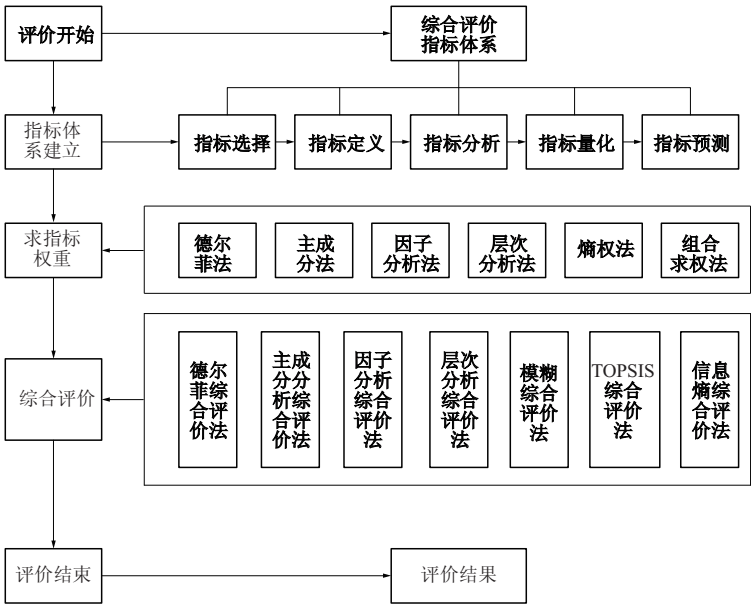 评价开始
综合评价
指标体系
指标体
系建立
指标选择
指标定义
指标分析
指标量化
指标预测
求指标
权重
德尔
菲法
主成
分法
因子
分析法
层次
分析法
熵权法
组合
求权法
综合评价
德尔
菲综
合评
价法
主成
分分
析综
合评
价法
因子
分析
综合
评价
法
层次
分析
综合
评价
法
模糊
综合
评价
法
TOPSIS
综合
评价
法
信息
熵综
合评
价法
评价结束
评价结果